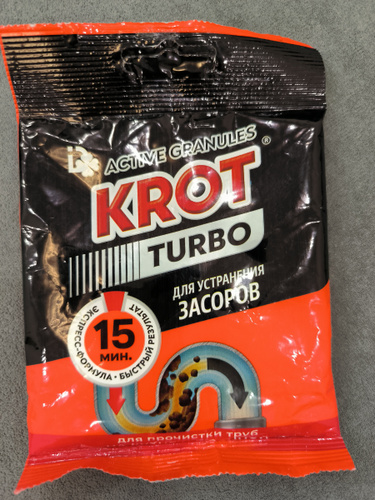 ACTIVE GRANULES
KROT®
TURBO
ДЛЯ УСТРАНЕНИЯ
ЗАСОРОВ
15
МИН.
ЭКСПРЕСС-ФОРМУЛА • БЫСТРЫЙ РЕЗУЛЬТАТ
для прочистки труб